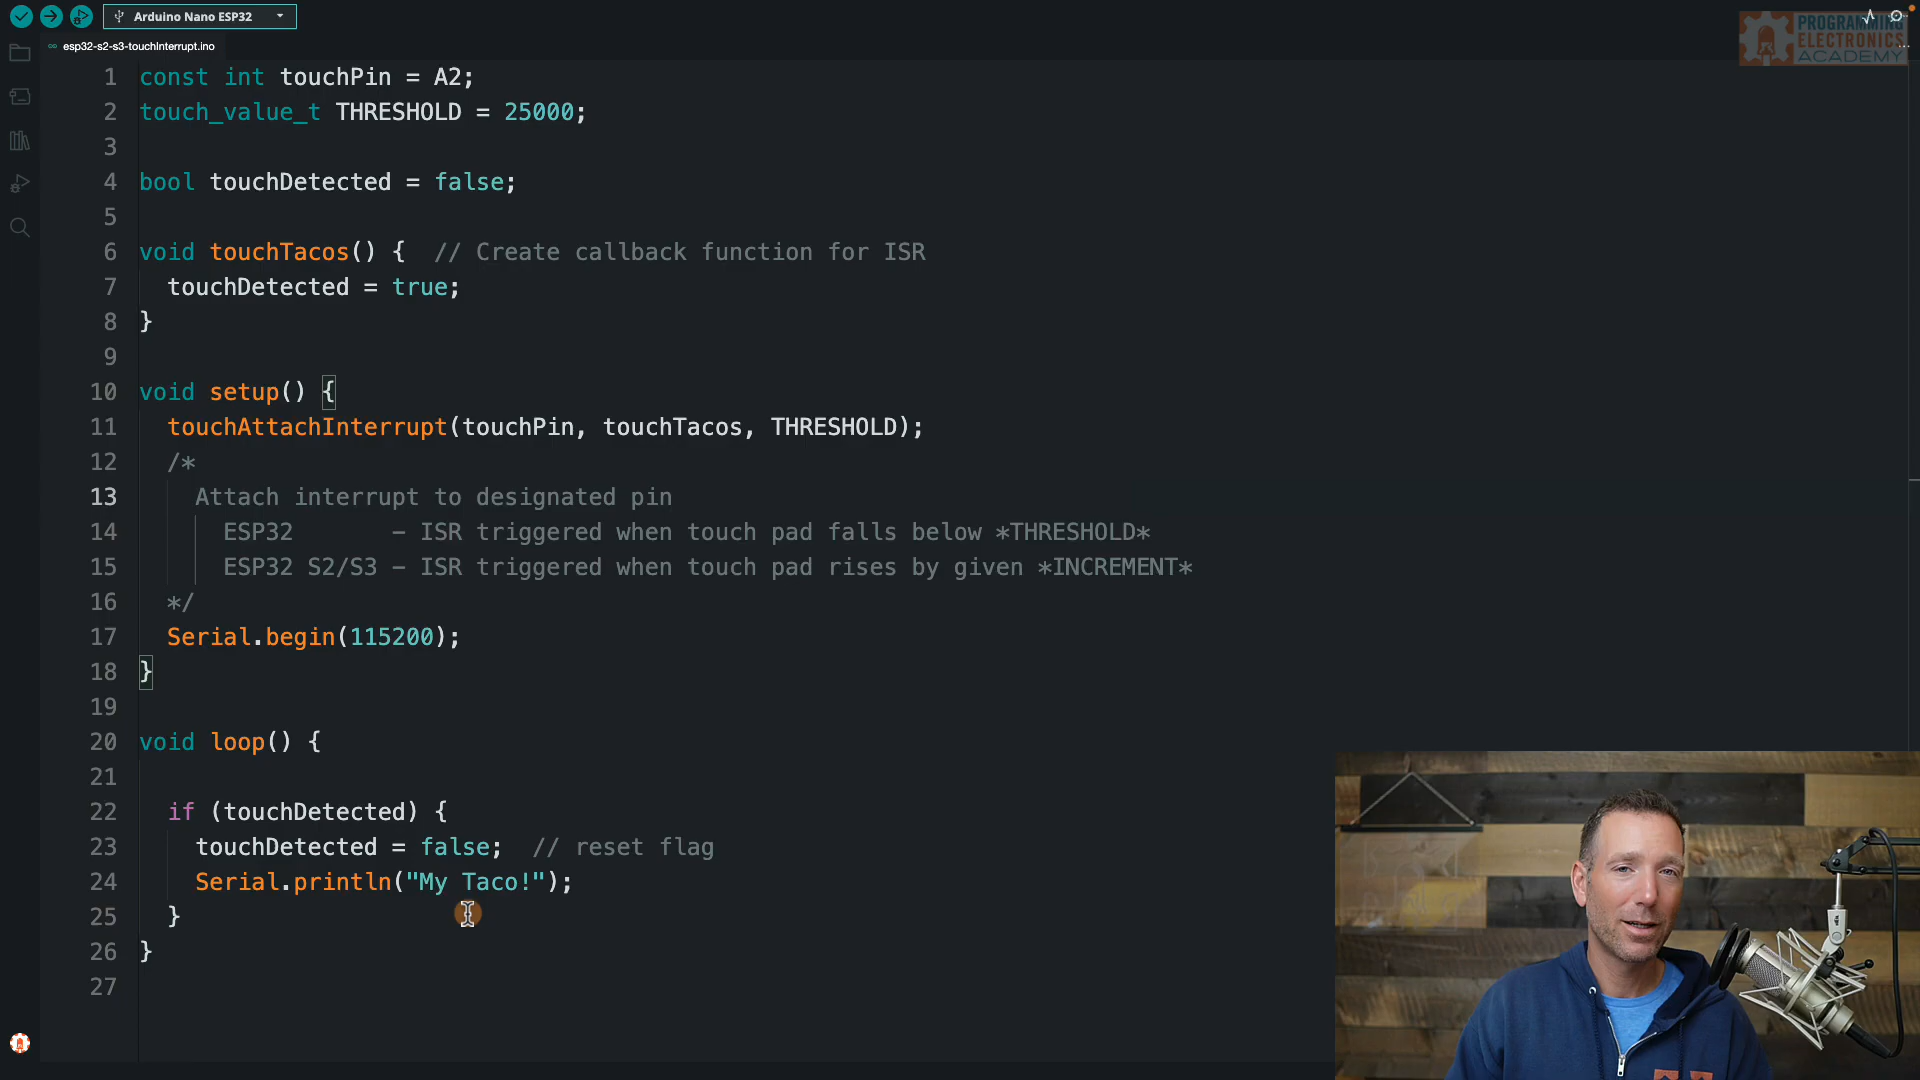 Arduino Nano ESP32
PROGRAMMING
ELECTRONICS
ACADEMY
esp32-s2-s3-touchInterrupt.ino
1 const int touchPin = A2;
2 touch_value_t THRESHOLD = 25000;
3
4 bool touchDetected = false;
5
6 void touchTacos() {  // Create callback function for ISR
7   touchDetected = true;
8 }
9
10 void setup() {
11   touchAttachInterrupt(touchPin, touchTacos, THRESHOLD);
12   /*
13     Attach interrupt to designated pin
14       ESP32       – ISR triggered when touch pad falls below *THRESHOLD*
15       ESP32 S2/S3 – ISR triggered when touch pad rises by given *INCREMENT*
16   */
17   Serial.begin(115200);
18 }
19
20 void loop() {
21
22   if (touchDetected) {
23     touchDetected = false;  // reset flag
24     Serial.println("My Taco!");
25   }
26 }
27